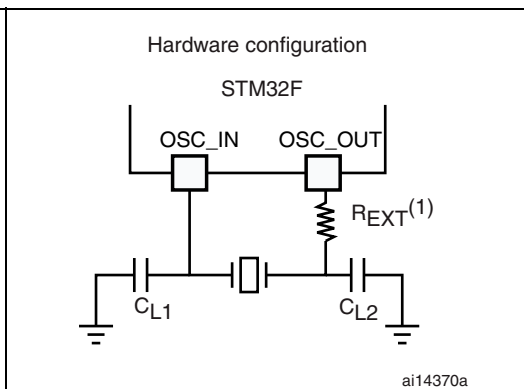 Hardware configuration
STM32F
OSC_IN OSC_OUT
REXT(1)
CL1 CL2
ai14370a